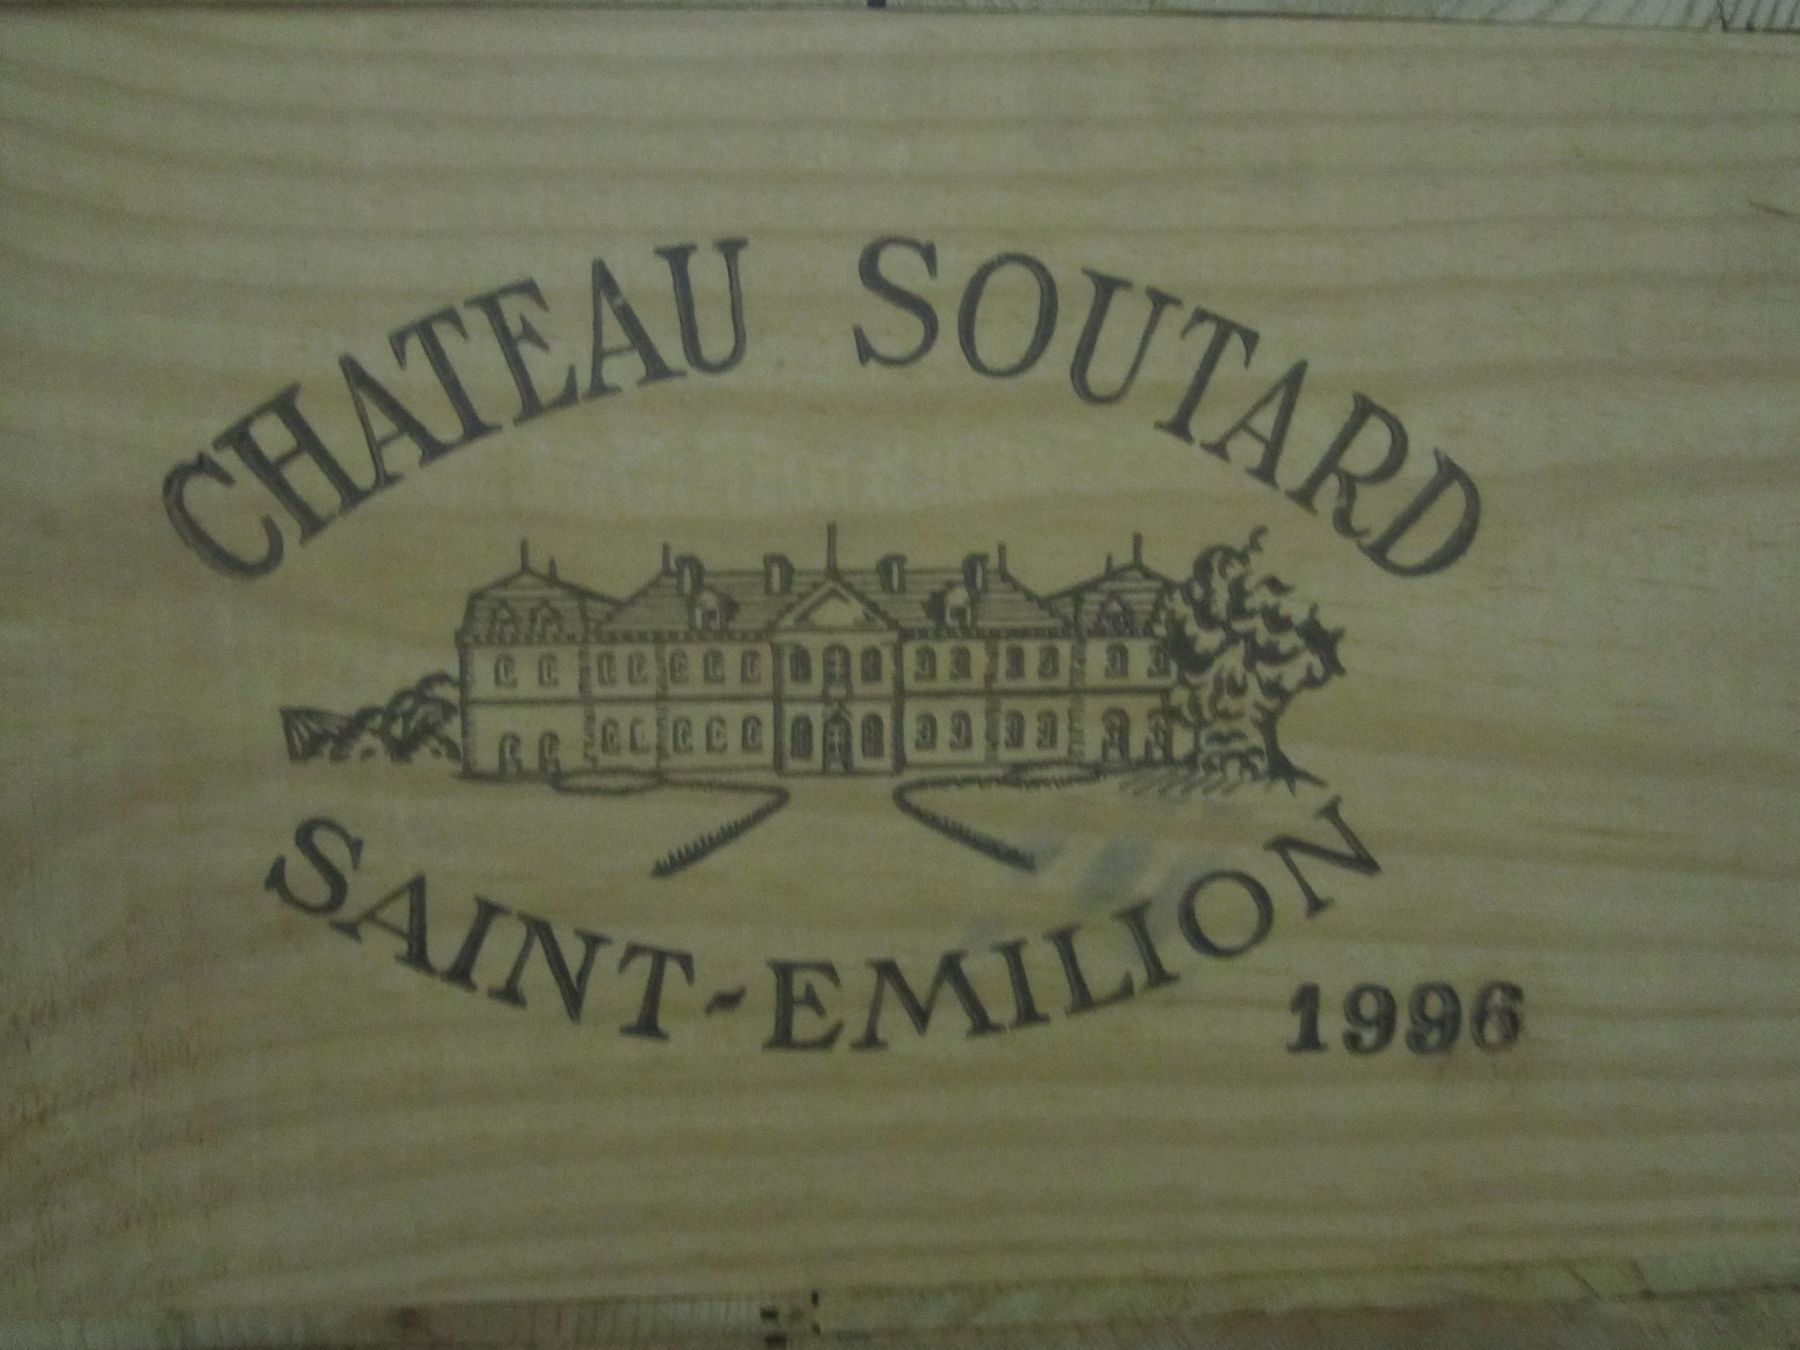 CHATEAU SOUTARD
SAINT-EMILION
1996